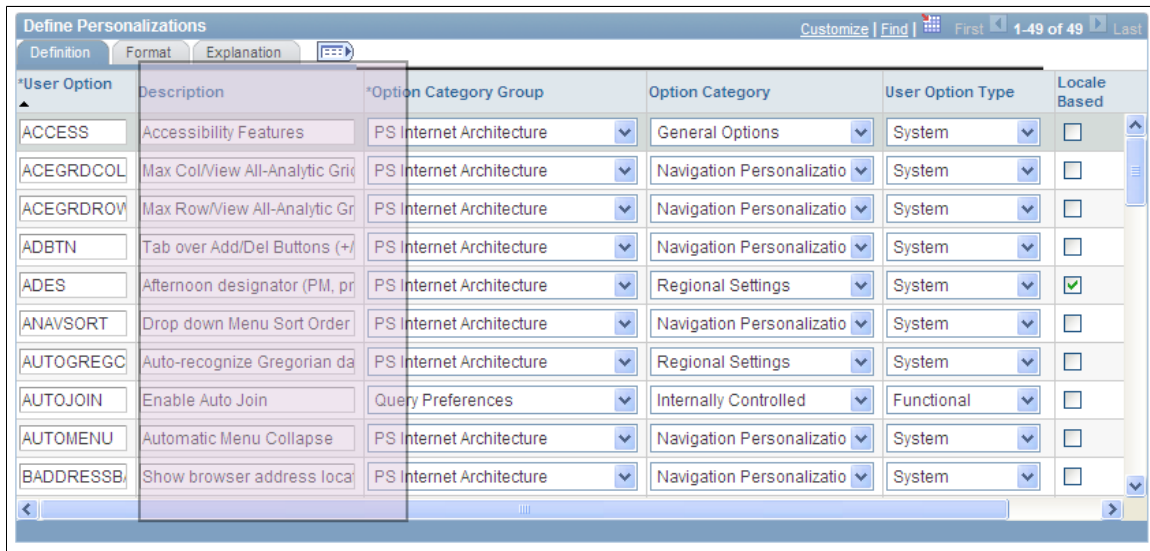 Define Personalizations Customize | Find | First 1-49 of 49 Last
Definition Format Explanation
*User Option Description *Option Category Group Option Category User Option Type Locale Based
ACCESS Accessibility Features PS Internet Architecture General Options System
ACEGRDCOL Max Col/View All-Analytic Grid PS Internet Architecture Navigation Personalizatio System
ACEGRDROW Max Row/View All-Analytic Gr PS Internet Architecture Navigation Personalizatio System
ADBTN Tab over Add/Del Buttons (+/ PS Internet Architecture Navigation Personalizatio System
ADES Afternoon designator (PM, pr PS Internet Architecture Regional Settings System
ANAVSORT Drop down Menu Sort Order PS Internet Architecture Navigation Personalizatio System
AUTOGREGC Auto-recognize Gregorian da PS Internet Architecture Regional Settings System
AUTOJOIN Enable Auto Join Query Preferences Internally Controlled Functional
AUTOMENU Automatic Menu Collapse PS Internet Architecture Navigation Personalizatio System
BADDRESSBA Show browser address locat PS Internet Architecture Navigation Personalizatio System